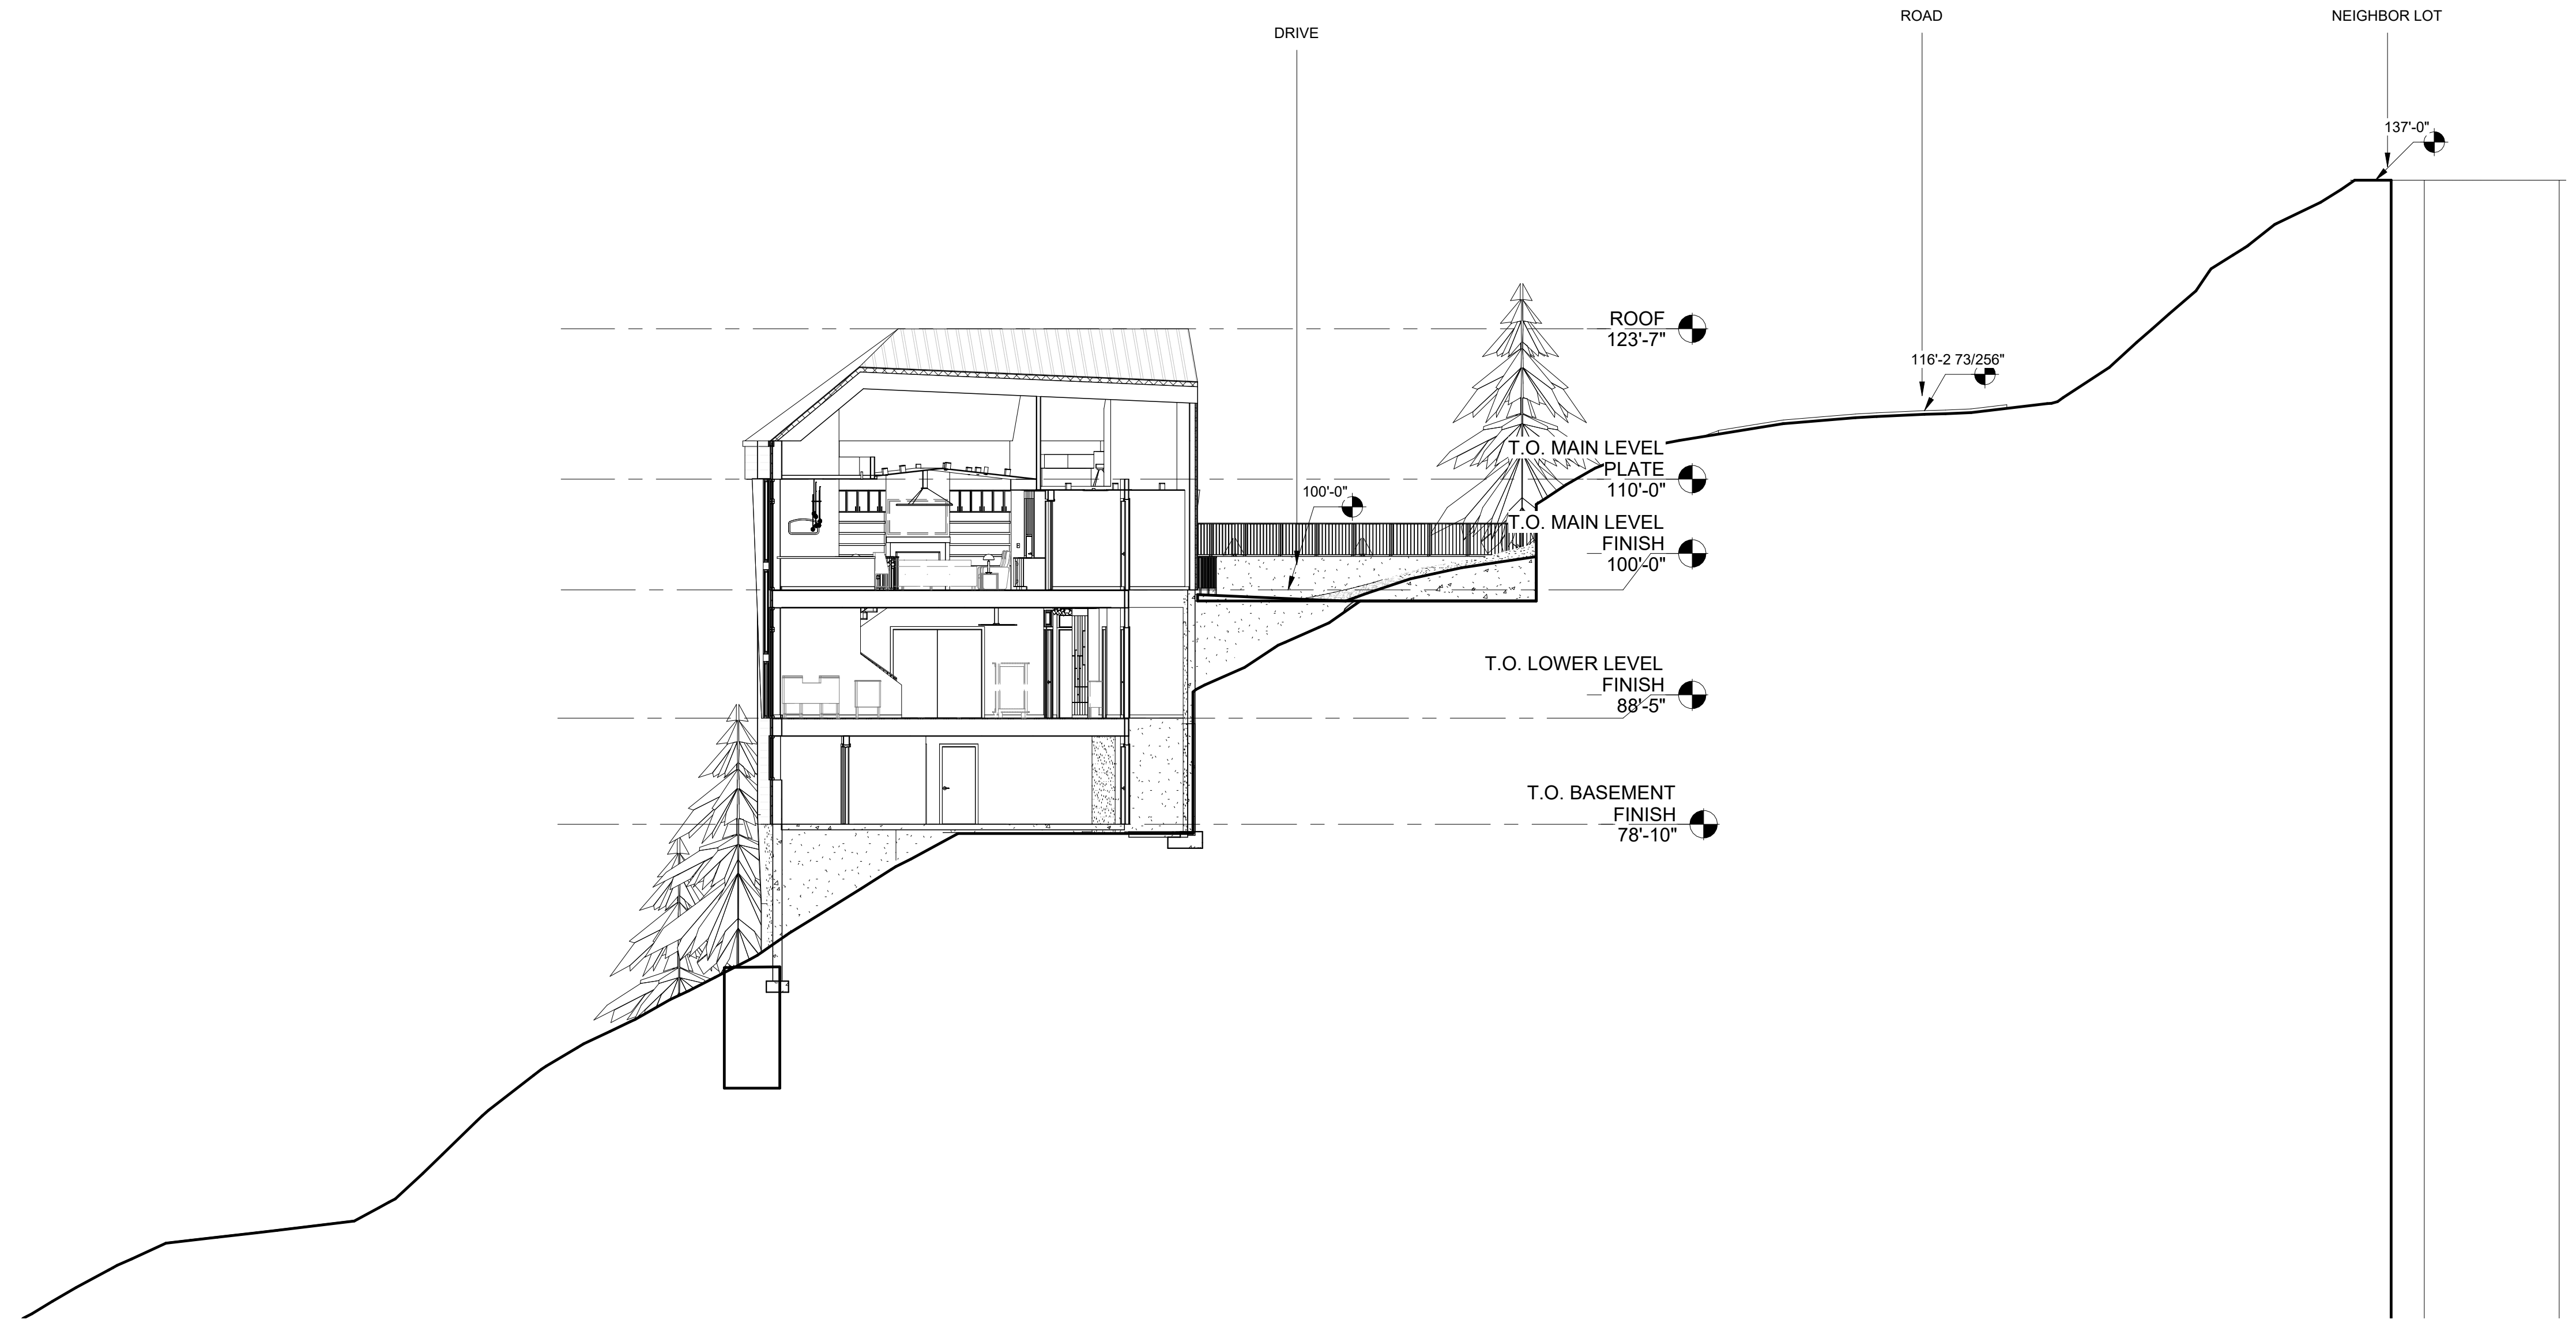 ROAD
NEIGHBOR LOT
DRIVE
137'-0"
ROOF
123'-7"
116'-2 73/256"
T.O. MAIN LEVEL
PLATE
110'-0"
100'-0"
T.O. MAIN LEVEL
FINISH
100'-0"
T.O. LOWER LEVEL
FINISH
88'-5"
T.O. BASEMENT
FINISH
78'-10"